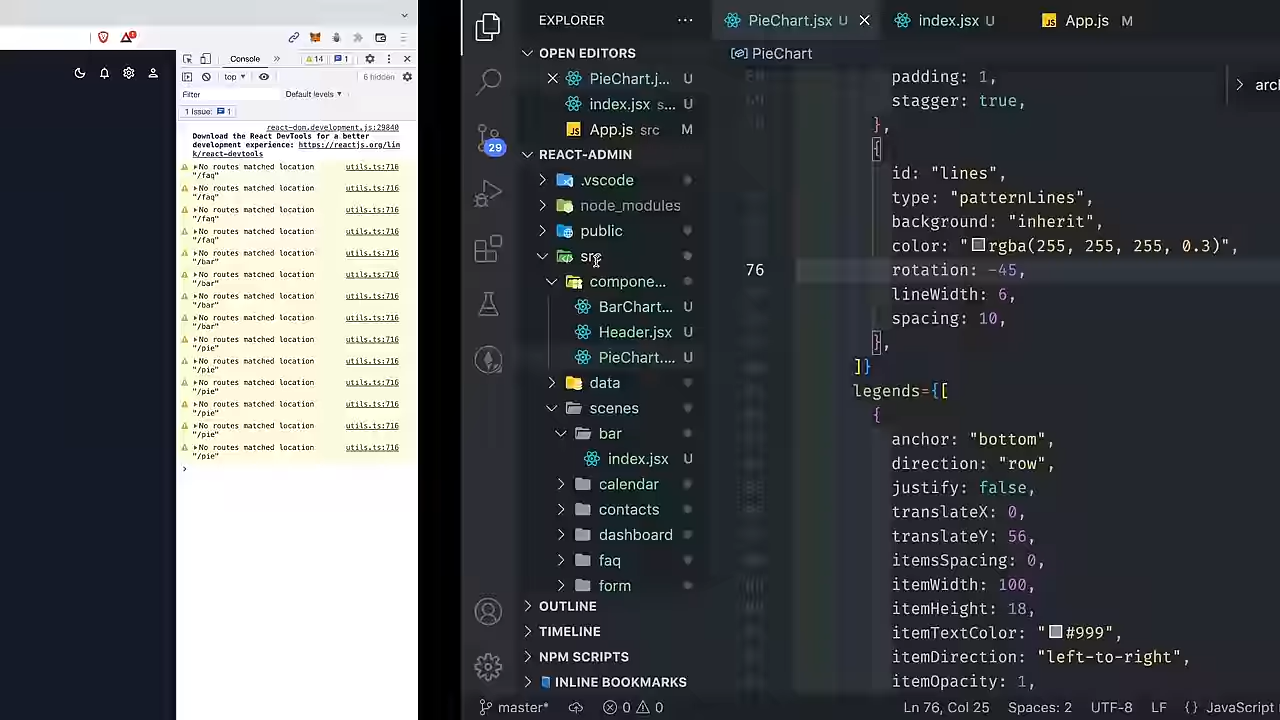 Console
14
1
top
6 hidden
Filter
Default levels
1 Issue: 1
react-dom.development.js:29840
Download the React DevTools for a better
development experience: https://reactjs.org/lin
k/react-devtools
No routes matched location utils.ts:716
"/faq"
No routes matched location utils.ts:716
"/faq"
No routes matched location utils.ts:716
"/faq"
No routes matched location utils.ts:716
"/faq"
No routes matched location utils.ts:716
"/bar"
No routes matched location utils.ts:716
"/bar"
No routes matched location utils.ts:716
"/bar"
No routes matched location utils.ts:716
"/bar"
No routes matched location utils.ts:716
"/pie"
No routes matched location utils.ts:716
"/pie"
No routes matched location utils.ts:716
"/pie"
No routes matched location utils.ts:716
"/pie"
No routes matched location utils.ts:716
"/pie"
No routes matched location utils.ts:716
"/pie"
29
EXPLORER
OPEN EDITORS
PieChart.j... U
index.jsx s... U
App.js src M
REACT-ADMIN
.vscode
node_modules
public
src
compone...
BarChart... U
Header.jsx U
PieChart.... U
data
scenes
bar
index.jsx U
calendar
contacts
dashboard
faq
form
OUTLINE
TIMELINE
NPM SCRIPTS
INLINE BOOKMARKS
PieChart.jsx U
index.jsx U
App.js M
PieChart
arch
padding: 1,
stagger: true,
},
{
id: "lines",
type: "patternLines",
background: "inherit",
color: "rgba(255, 255, 255, 0.3)",
76 rotation: -45,
lineWidth: 6,
spacing: 10,
},
]}
legends={[
{
anchor: "bottom",
direction: "row",
justify: false,
translateX: 0,
translateY: 56,
itemsSpacing: 0,
itemWidth: 100,
itemHeight: 18,
itemTextColor: "#999",
itemDirection: "left-to-right",
itemOpacity: 1,
master* 0 0 Ln 76, Col 25 Spaces: 2 UTF-8 LF {} JavaScript